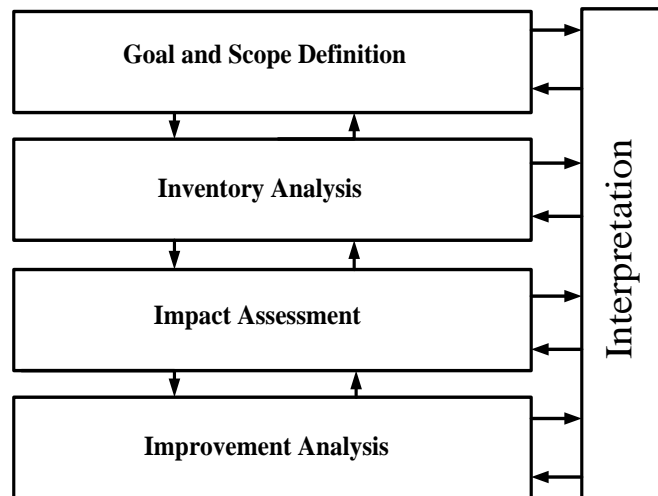 Goal and Scope Definition
Inventory Analysis
Impact Assessment
Improvement Analysis
Interpretation